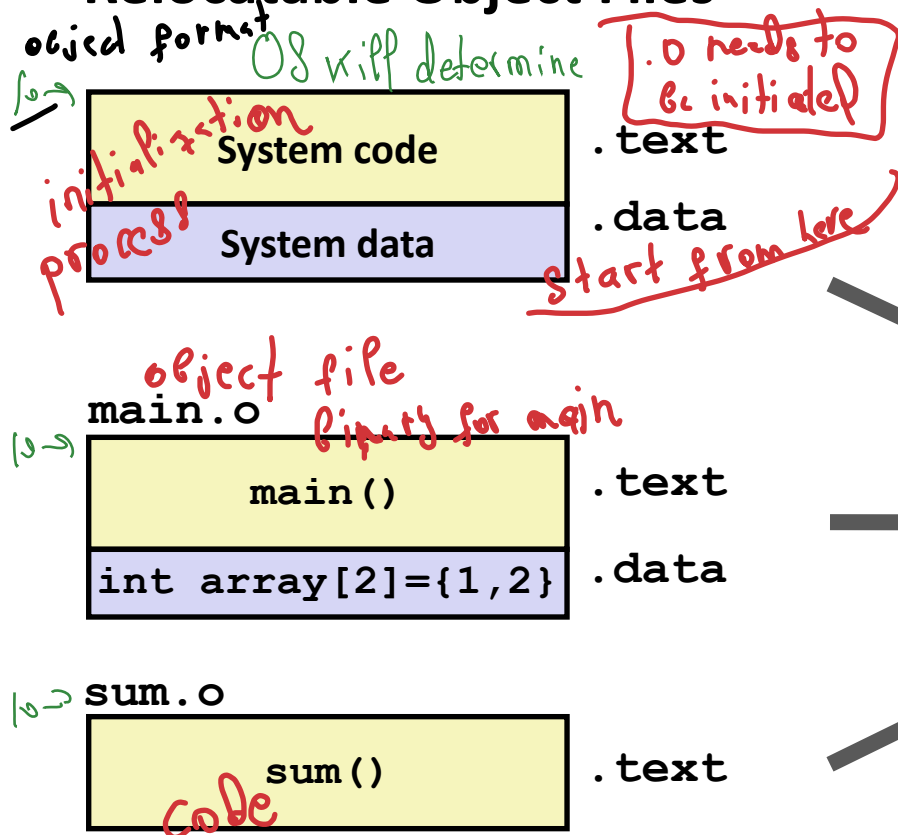 Relocatable Object Files
object format
OS will determine
.o needs to
be initiated
initialization
process
System code
.text
System data
.data
start from here
object file
main.o
binary for main
main()
.text
int array[2]={1,2}
.data
sum.o
sum()
.text
code